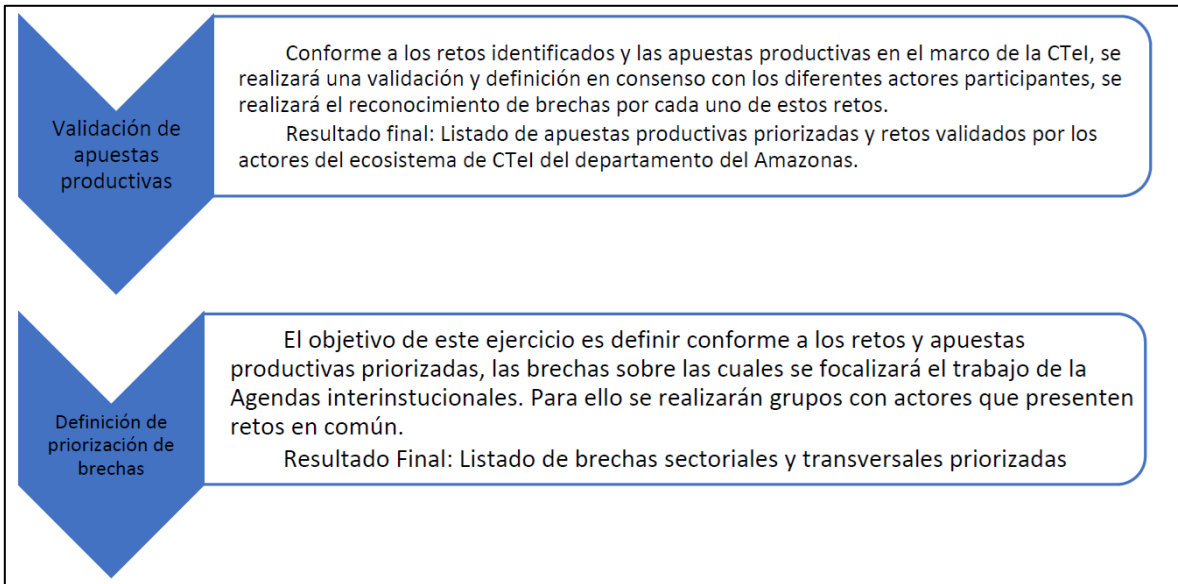 Validación de
apuestas
productivas
Conforme a los retos identificados y las apuestas productivas en el marco de la CTeI, se
realizará una validación y definición en consenso con los diferentes actores participantes, se
realizará el reconocimiento de brechas por cada uno de estos retos.
Resultado final: Listado de apuestas productivas priorizadas y retos validados por los
actores del ecosistema de CTeI del departamento del Amazonas.
Definición de
priorización de
brechas
El objetivo de este ejercicio es definir conforme a los retos y apuestas
productivas priorizadas, las brechas sobre las cuales se focalizará el trabajo de la
Agendas interinstucionales. Para ello se realizarán grupos con actores que presenten
retos en común.
Resultado Final: Listado de brechas sectoriales y transversales priorizadas